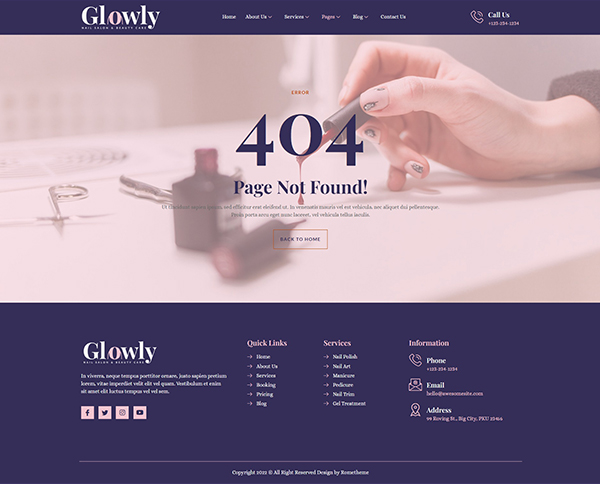 Glowly
NAIL SALON & BEAUTY CARE
Home About Us Services Pages Blog Contact Us
Call Us
+123-234-1234
ERROR
404
Page Not Found!
Ut tincidunt sapien ipsum, sed efficitur erat eleifend ut. In venenatis mauris vel est vehicula, nec aliquet dui pellentesque.
Proin porta arcu eget nunc laoreet, vel vehicula tellus iaculis.
BACK TO HOME
Glowly
NAIL SALON & BEAUTY CARE
In viverra, neque tempus porttitor ornare, justo sapien pretium
lorem, vitae imperdiet velit elit vel quam. Vestibulum et enim
sit amet elit luctus tempus vel vel sem.
Quick Links
Home
About Us
Services
Booking
Pricing
Blog
Services
Nail Polish
Nail Art
Manicure
Pedicure
Nail Trim
Gel Treatment
Information
Phone
+123 234 1234
Email
hello@awesomesite.com
Address
99 Roving St., Big City, PKU 23456
Copyright 2022 © All Right Reserved Design by Rometheme